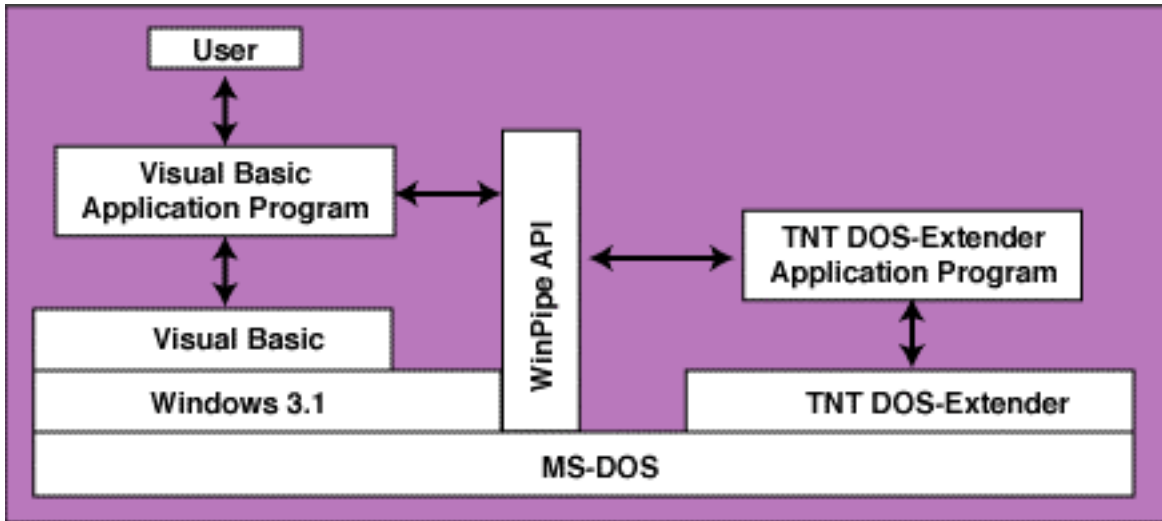 User
Visual Basic
Application Program
WinPipe API
TNT DOS-Extender
Application Program
Visual Basic
Windows 3.1
TNT DOS-Extender
MS-DOS